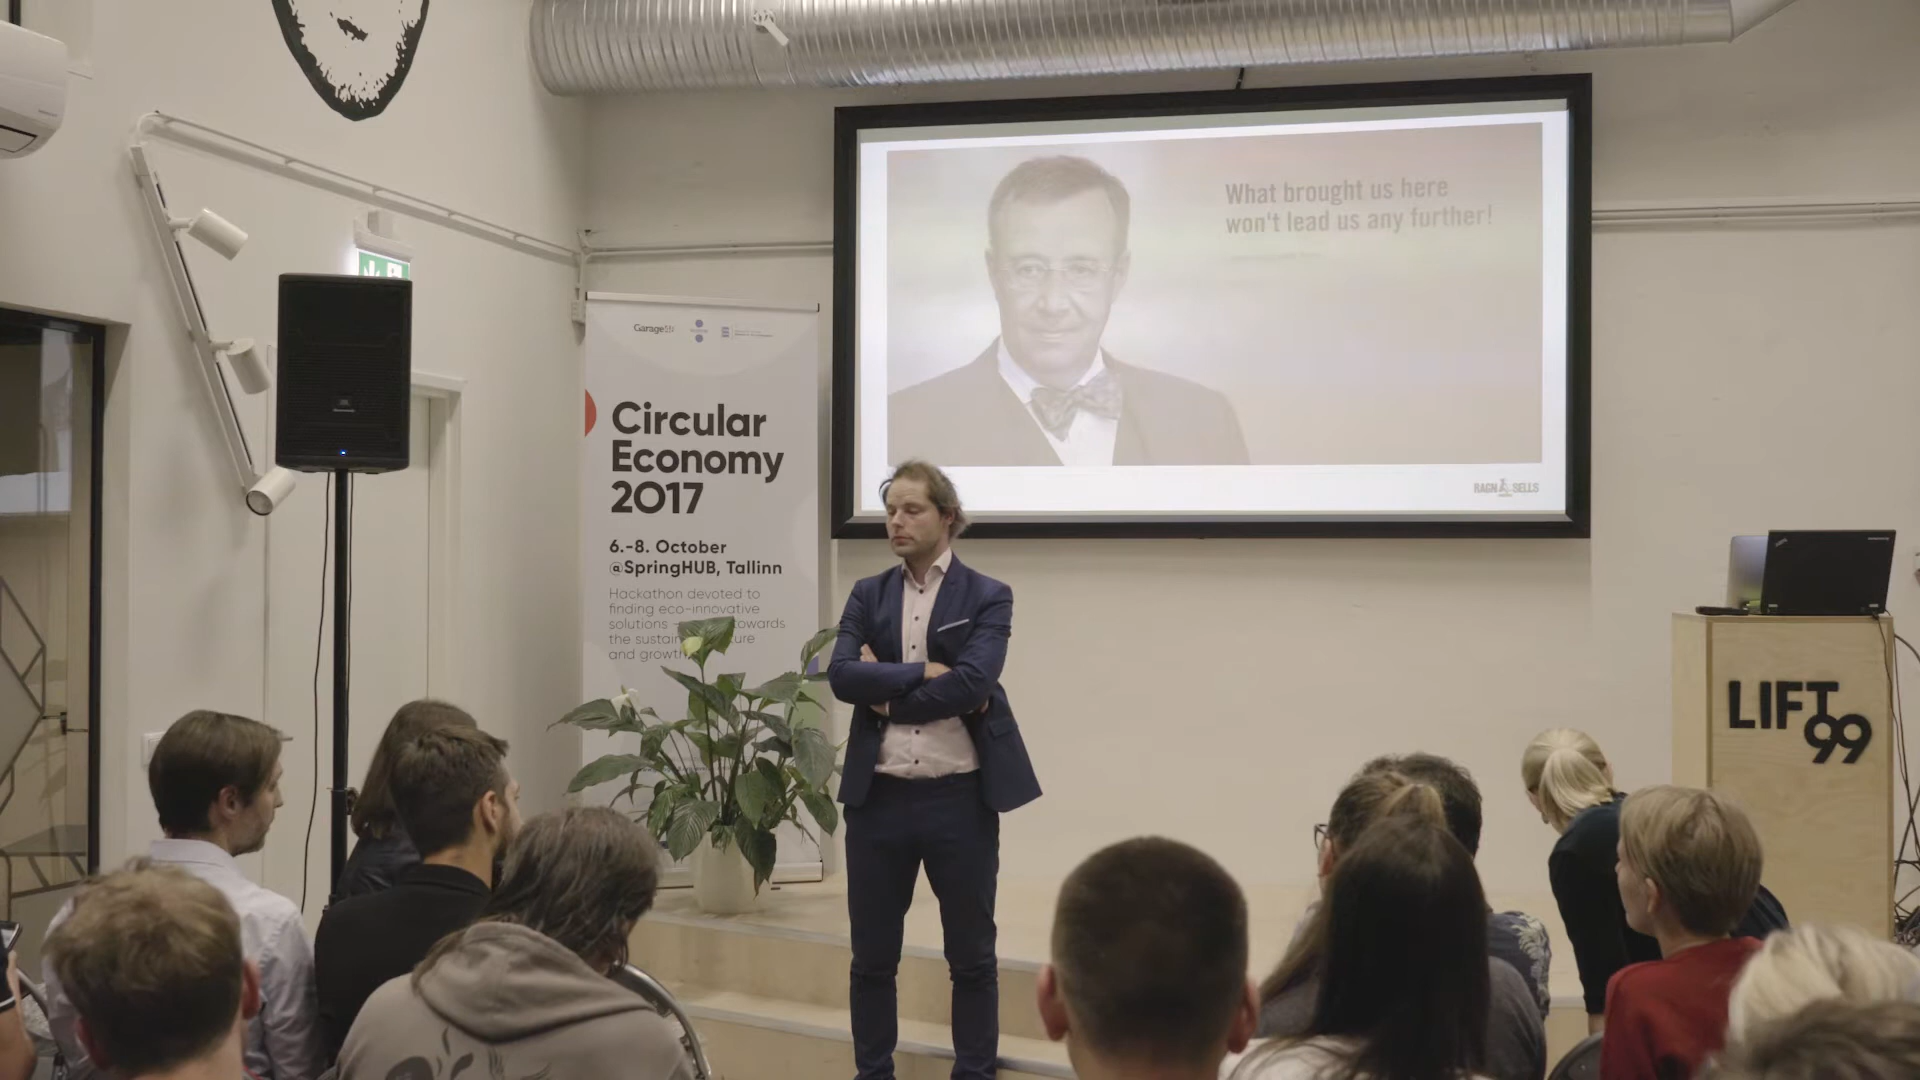 What brought us here
won't lead us any further!
RAGN SELLS
Garage48
Circular
Economy
2017
6.-8. October
@SpringHUB, Tallinn
Hackathon devoted to
finding eco-innovative
solutions - towards
the
and growth
LIFT
99